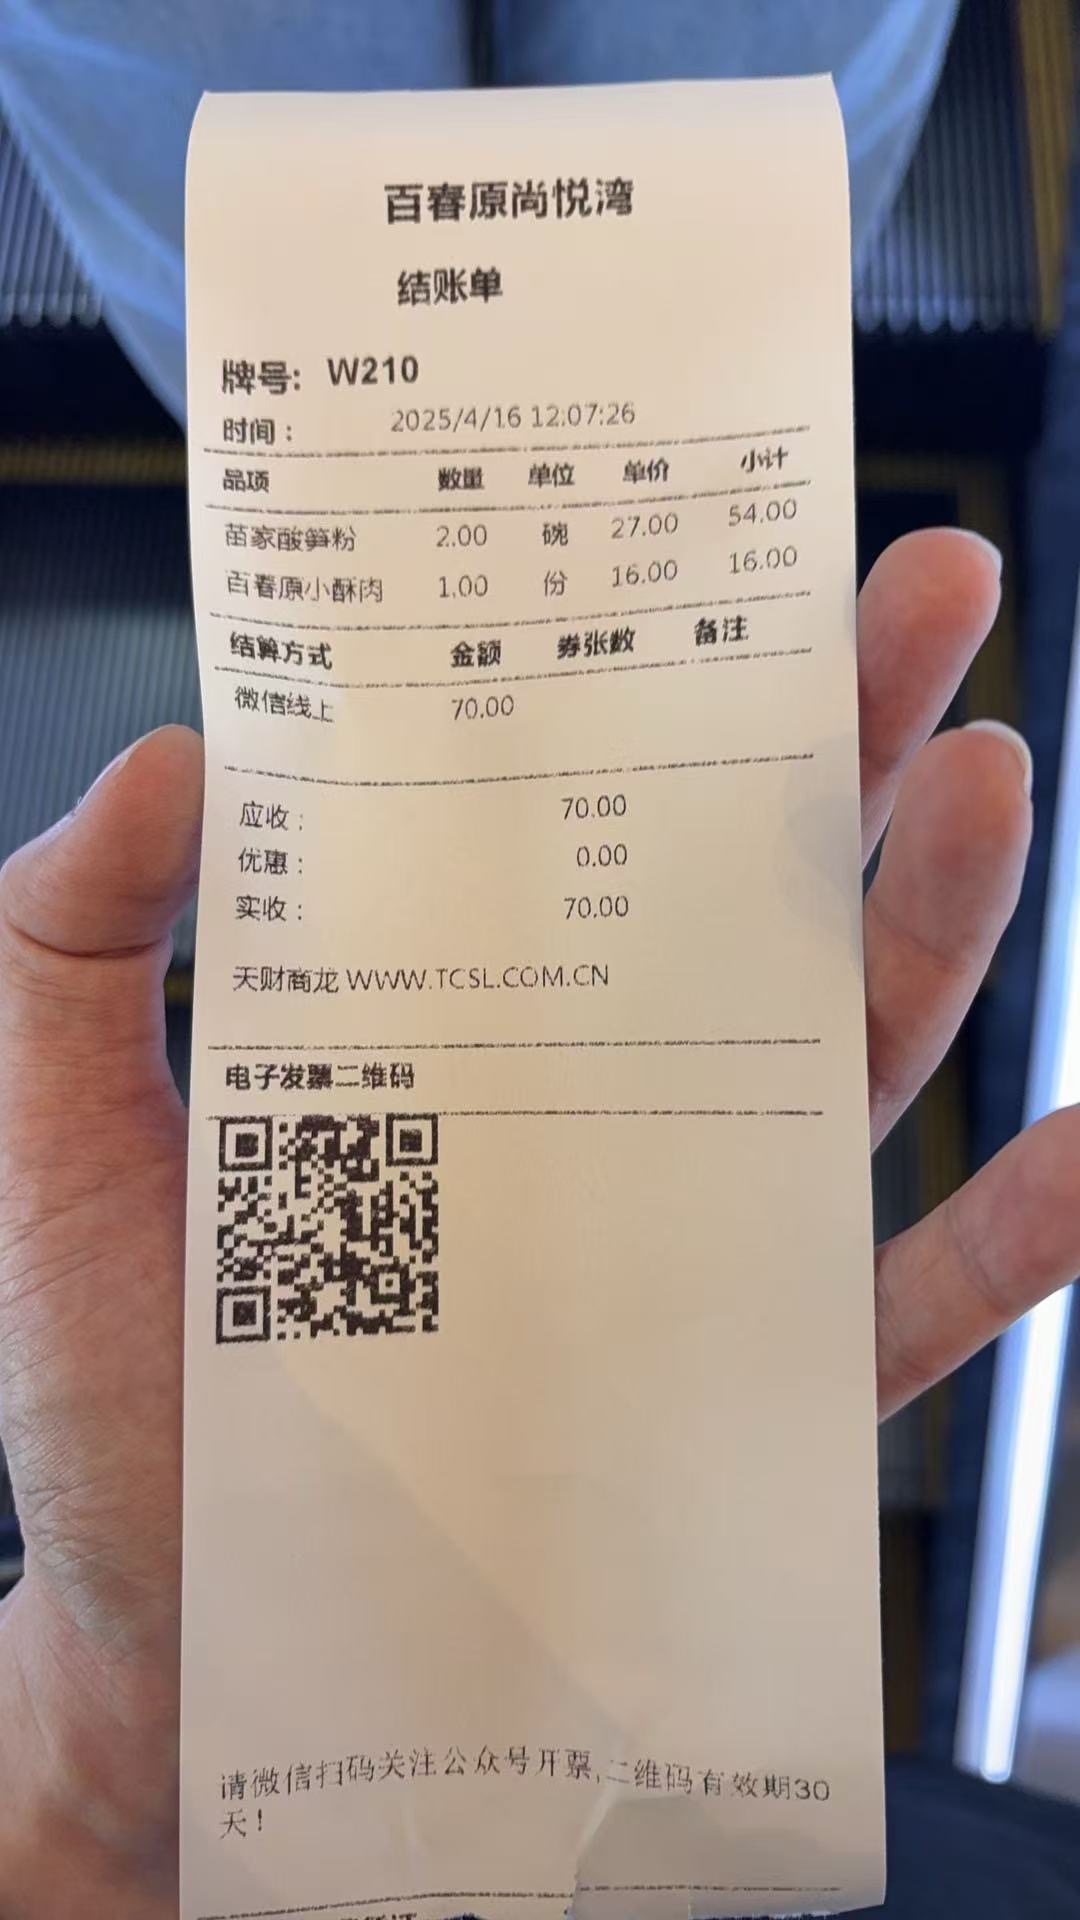 百春原尚悦湾
结账单
牌号: W210
时间： 2025/4/16 12:07:26
品项 数量 单位 单价 小计
苗家酸笋粉 2.00 碗 27.00 54.00
百春原小酥肉 1.00 份 16.00 16.00
结算方式 金额 券张数 备注
微信线上 70.00
应收： 70.00
优惠： 0.00
实收： 70.00
天财商龙 WWW.TCSL.COM.CN
电子发票二维码
请微信扫码关注公众号开票,二维码有效期30
天！